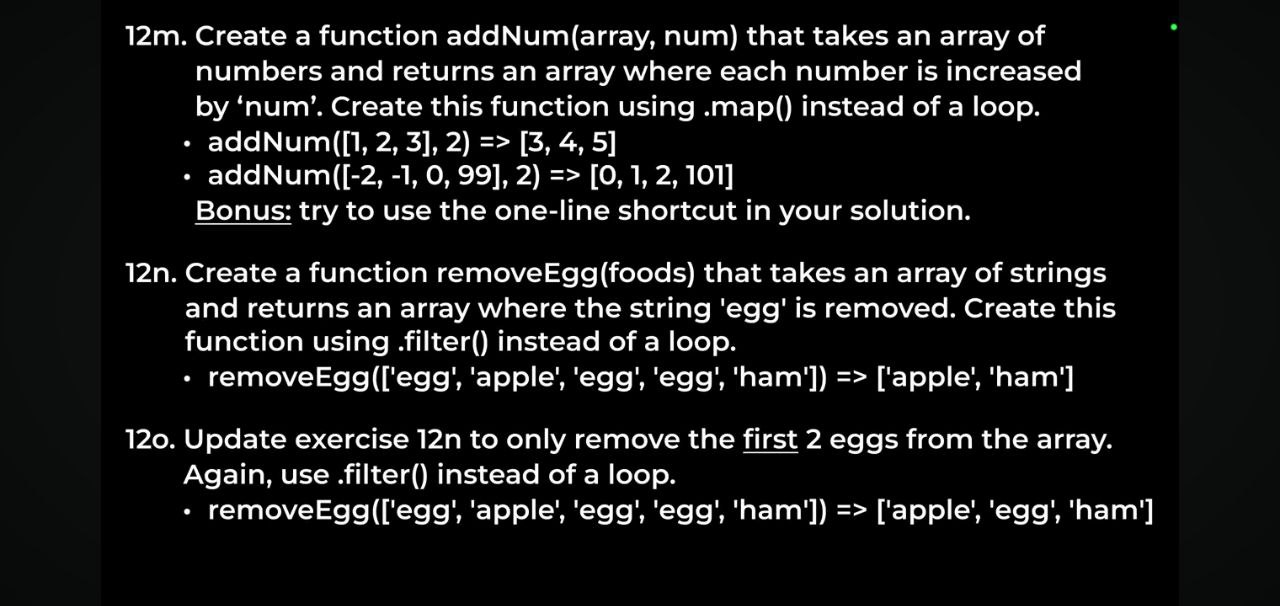 12m. Create a function addNum(array, num) that takes an array of
numbers and returns an array where each number is increased
by ‘num’. Create this function using .map() instead of a loop.
• addNum([1, 2, 3], 2) => [3, 4, 5]
• addNum([-2, -1, 0, 99], 2) => [0, 1, 2, 101]
Bonus: try to use the one-line shortcut in your solution.
12n. Create a function removeEgg(foods) that takes an array of strings
and returns an array where the string 'egg' is removed. Create this
function using .filter() instead of a loop.
• removeEgg(['egg', 'apple', 'egg', 'egg', 'ham']) => ['apple', 'ham']
12o. Update exercise 12n to only remove the first 2 eggs from the array.
Again, use .filter() instead of a loop.
• removeEgg(['egg', 'apple', 'egg', 'egg', 'ham']) => ['apple', 'egg', 'ham']